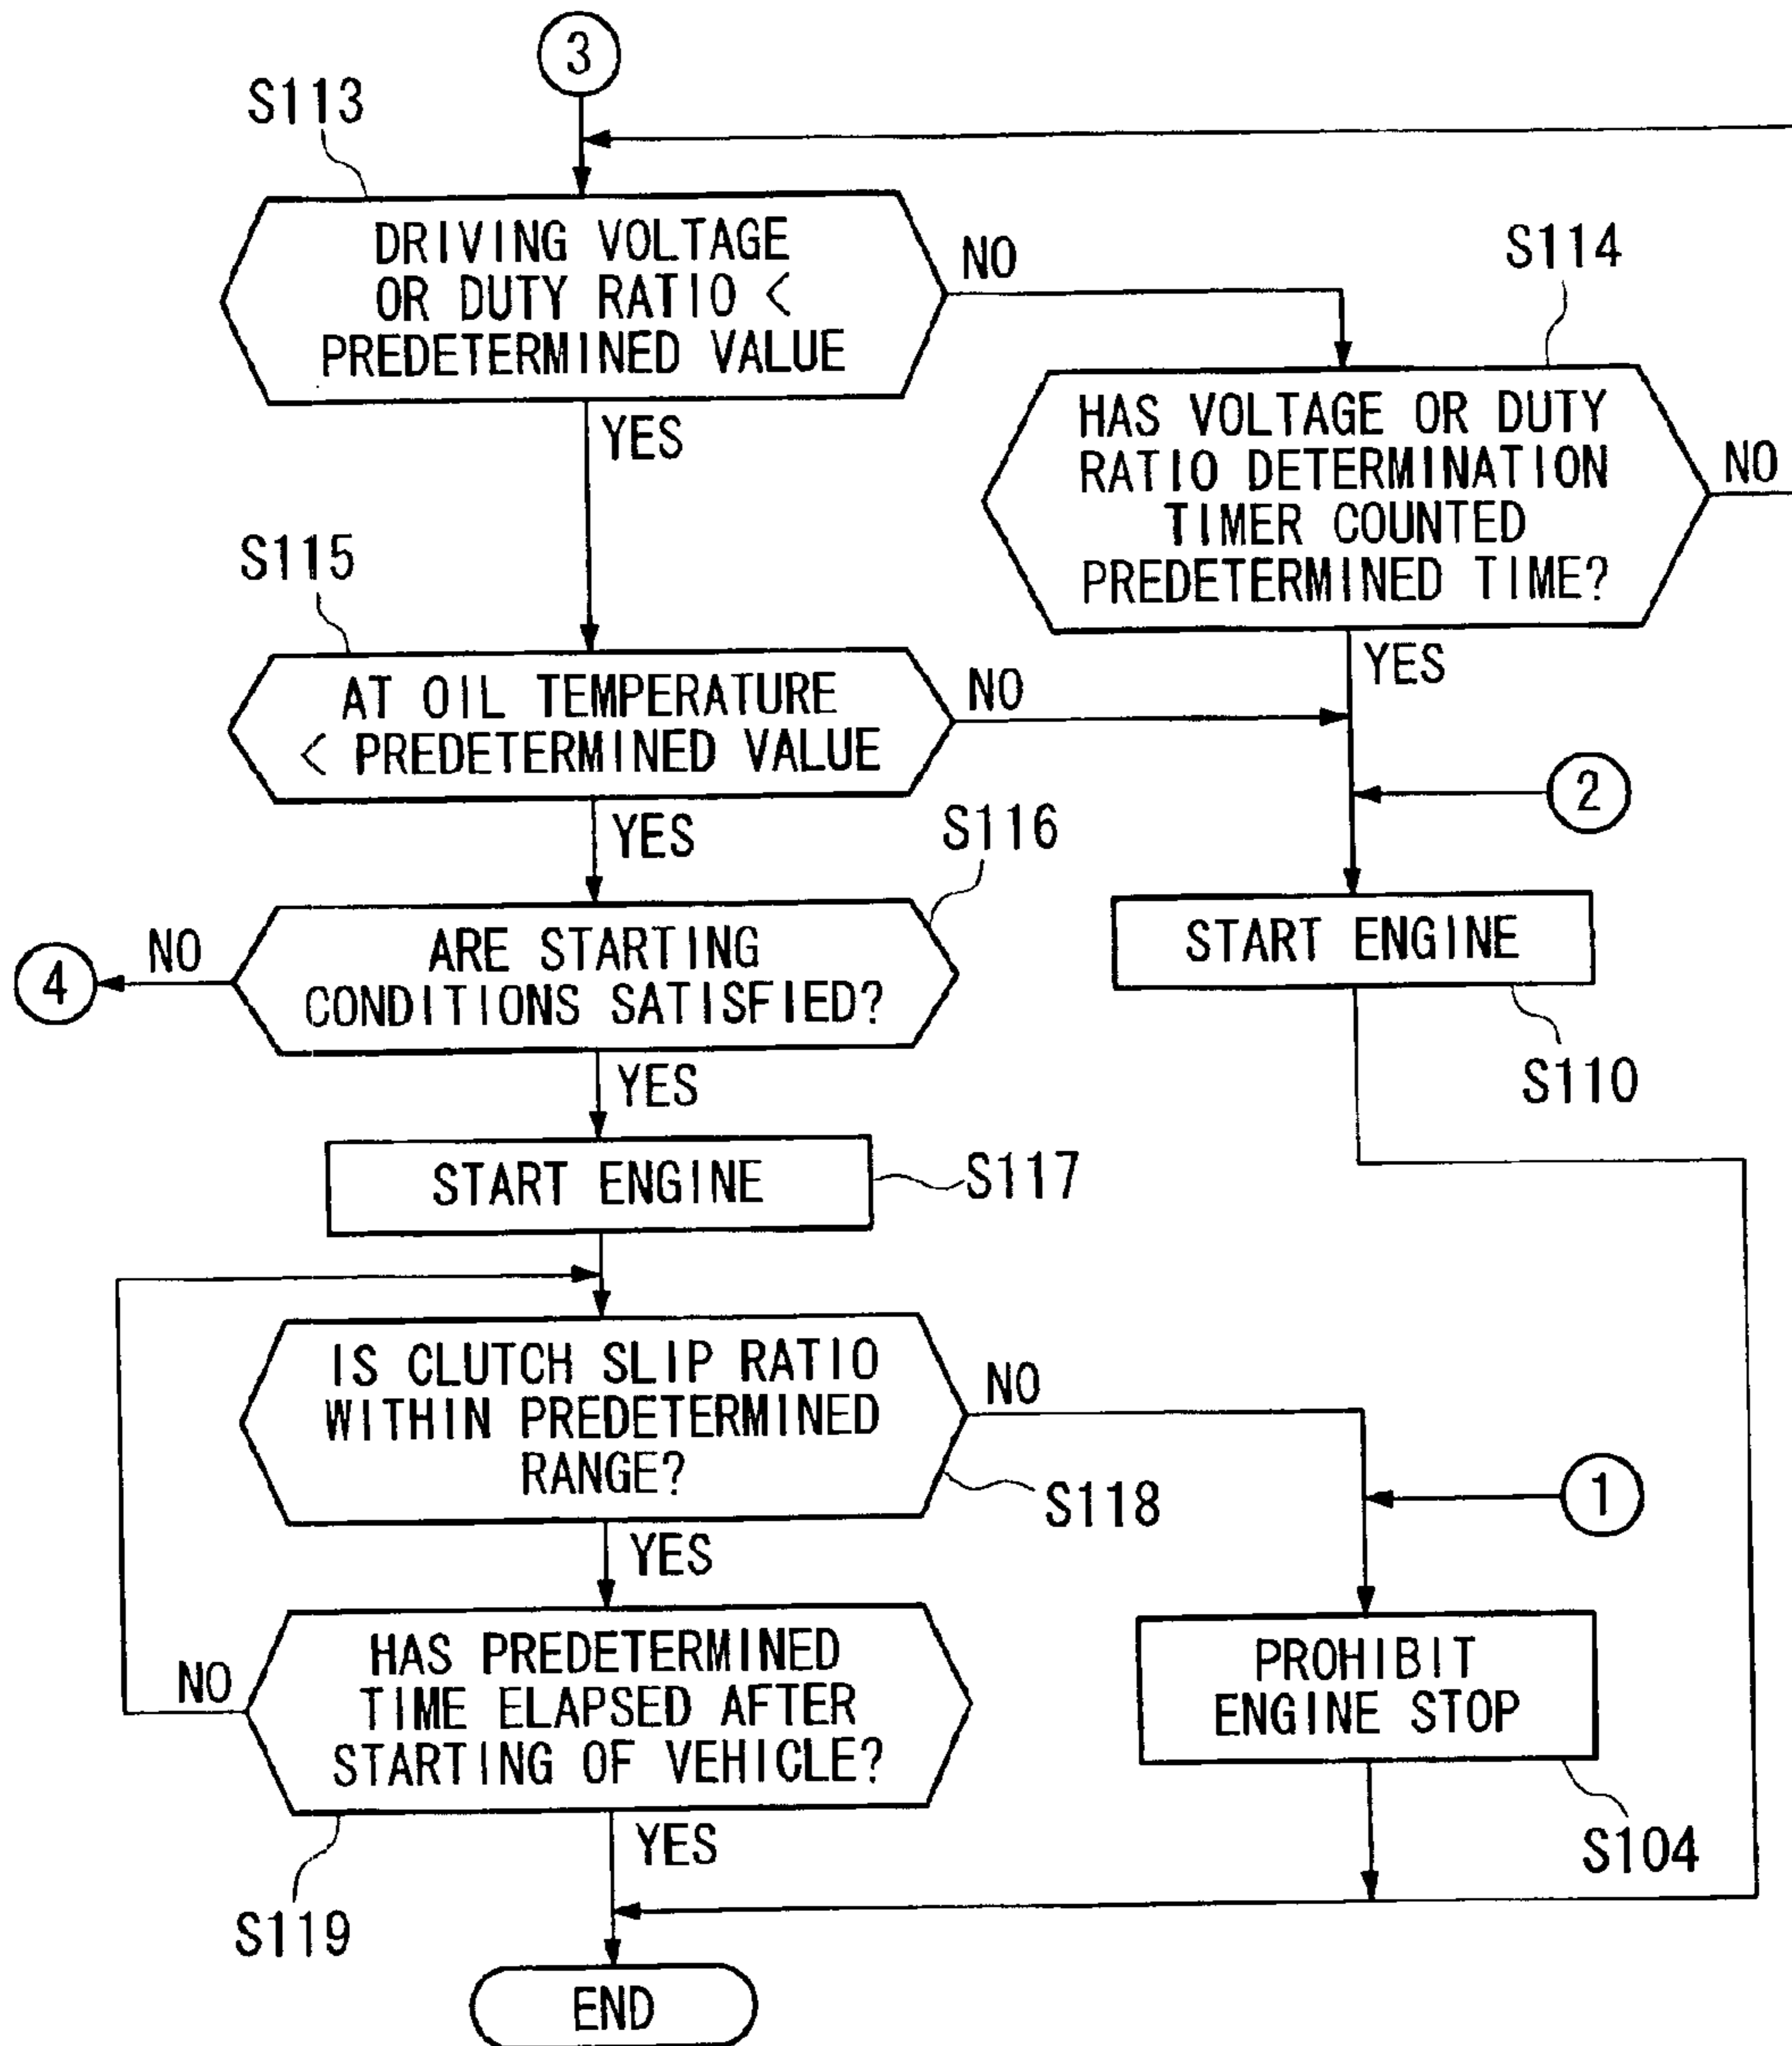 3
S113
DRIVING VOLTAGE
OR DUTY RATIO <
PREDETERMINED VALUE
NO
YES
S114
HAS VOLTAGE OR DUTY
RATIO DETERMINATION
TIMER COUNTED
PREDETERMINED TIME?
NO
YES
S115
AT OIL TEMPERATURE
< PREDETERMINED VALUE
NO
YES
2
S116
ARE STARTING
CONDITIONS SATISFIED?
NO
4
YES
START ENGINE
S110
START ENGINE
S117
IS CLUTCH SLIP RATIO
WITHIN PREDETERMINED
RANGE?
NO
S118
YES
1
HAS PREDETERMINED
TIME ELAPSED AFTER
STARTING OF VEHICLE?
NO
YES
S119
PROHIBIT
ENGINE STOP
S104
END